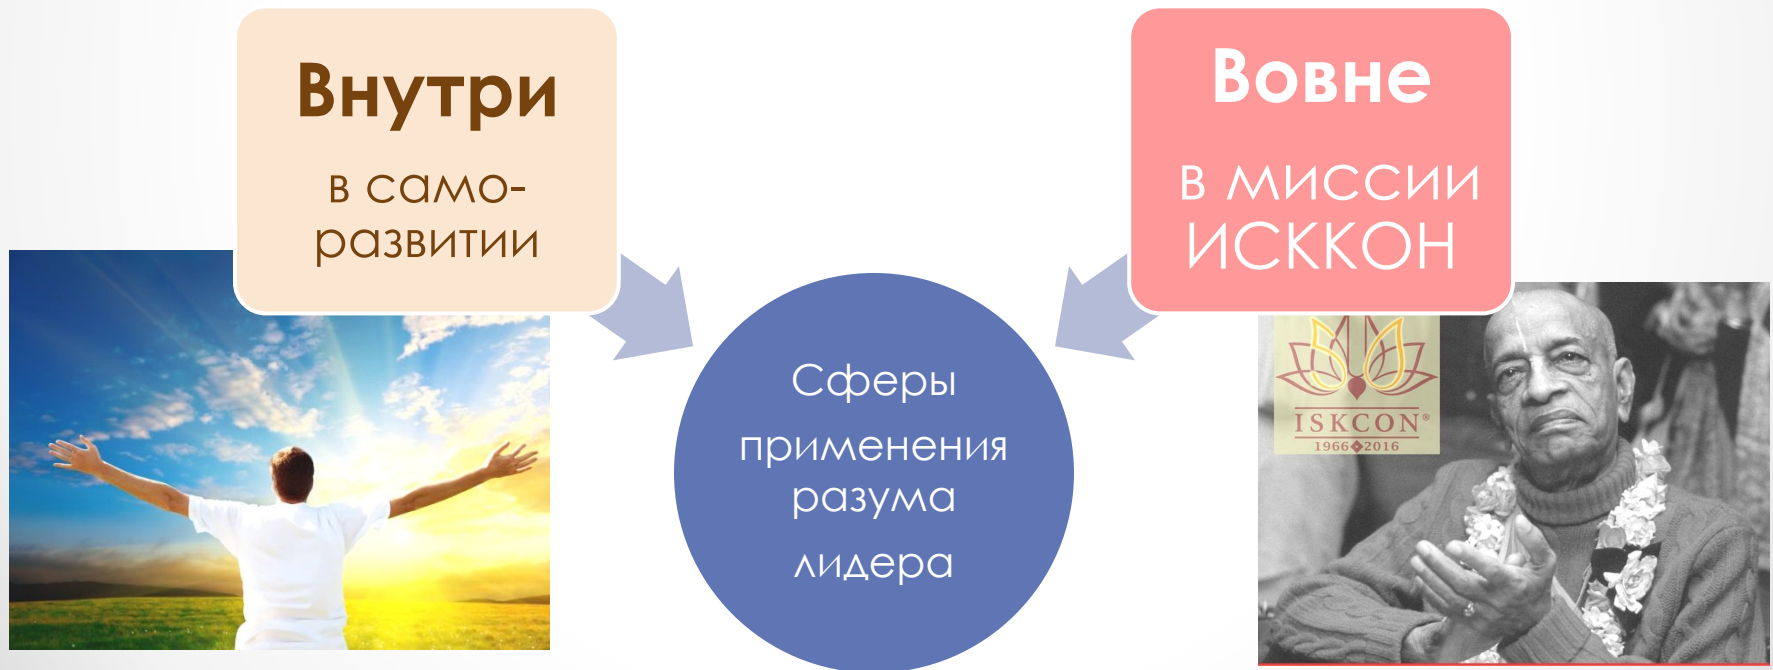 Внутри
в само-
развитии
Вовне
в миссии
ИСККОН
Сферы
применения
разума
лидера
ISKCON®
1966◆2016